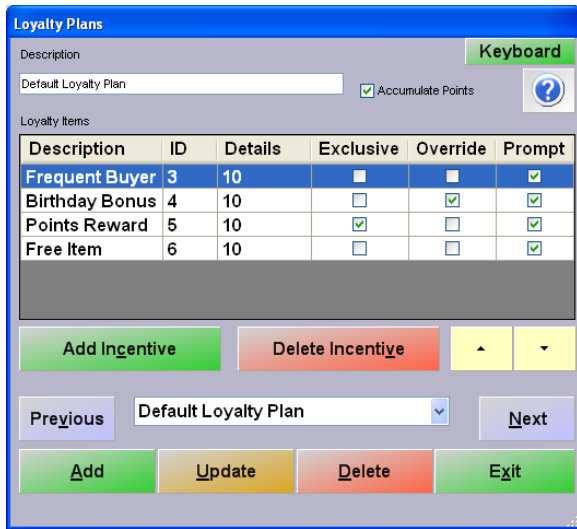 Loyalty Plans
Description
Keyboard
Default Loyalty Plan
Accumulate Points
?
Loyalty Items
Description ID Details Exclusive Override Prompt
Frequent Buyer 3 10
Birthday Bonus 4 10
Points Reward 5 10
Free Item 6 10
Add Incentive Delete Incentive
Previous Default Loyalty Plan Next
Add Update Delete Exit